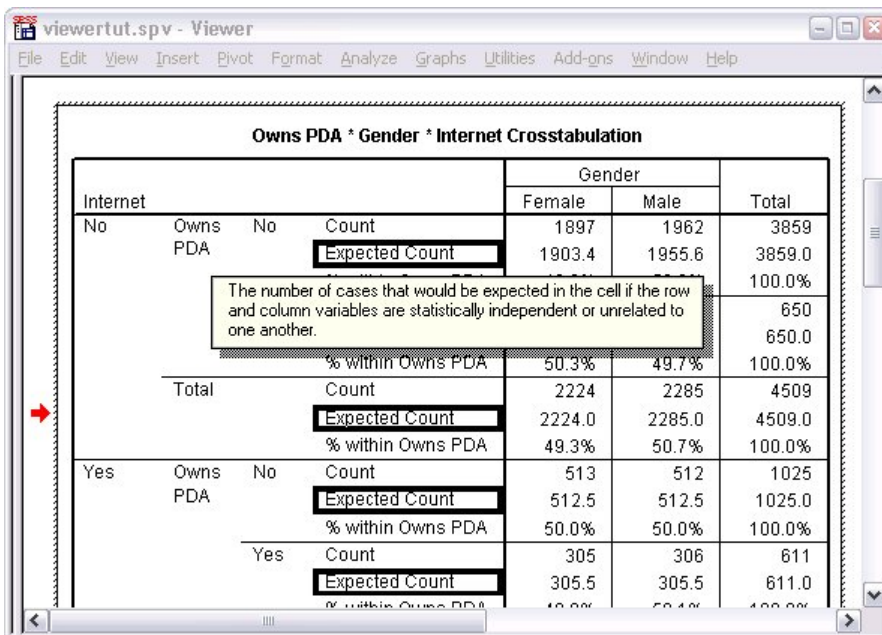 viewertut.spv - Viewer
File Edit View Insert Pivot Format Analyze Graphs Utilities Add-ons Window Help
Owns PDA * Gender * Internet Crosstabulation
Gender
Internet Female Male Total
No Owns PDA No Count 1897 1962 3859
Expected Count 1903.4 1955.6 3859.0
100.0%
The number of cases that would be expected in the cell if the row
and column variables are statistically independent or unrelated to
one another.
650
650.0
% within Owns PDA 50.3% 49.7% 100.0%
Total Count 2224 2285 4509
Expected Count 2224.0 2285.0 4509.0
% within Owns PDA 49.3% 50.7% 100.0%
Yes Owns PDA No Count 513 512 1025
Expected Count 512.5 512.5 1025.0
% within Owns PDA 50.0% 50.0% 100.0%
Yes Count 305 306 611
Expected Count 305.5 305.5 611.0